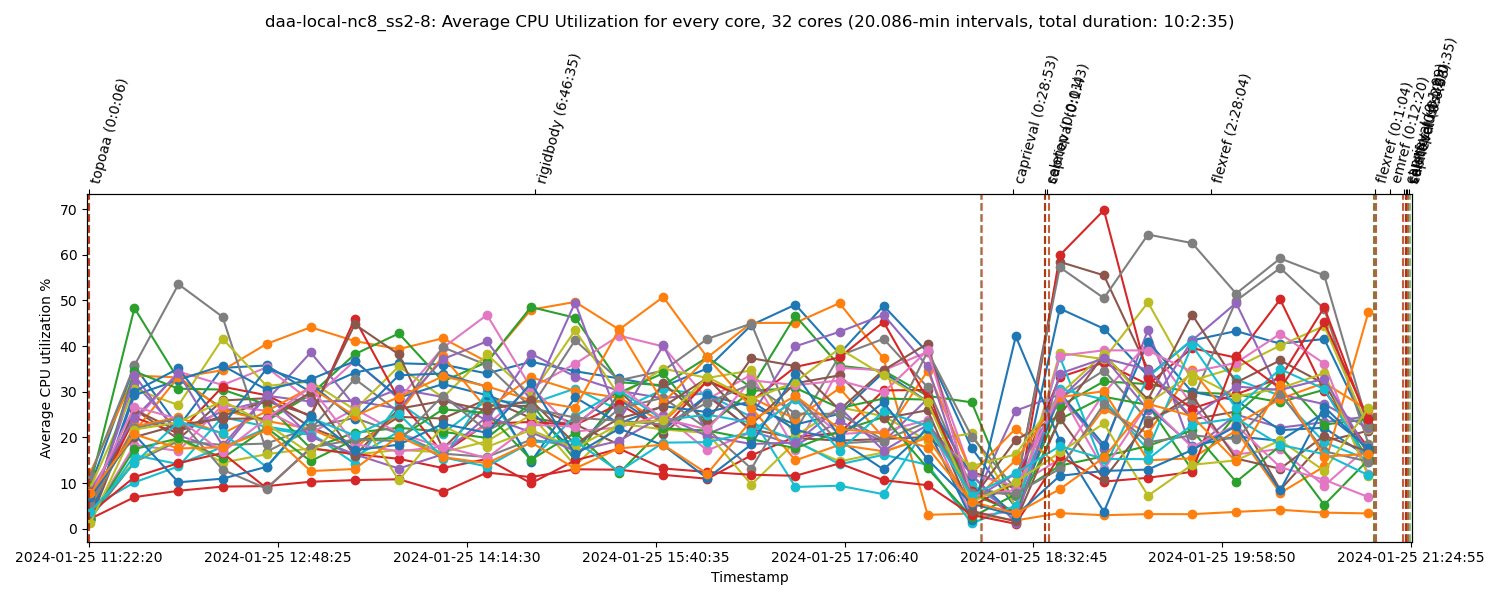 daa-local-nc8_ss2-8: Average CPU Utilization for every core, 32 cores (20.086-min intervals, total duration: 10:2:35)
topoaa (0:0:06)
rigidbody (6:46:35)
caprieval (0:28:53)
flexref (2:28:04)
flexref (0:1:04)
emref (0:12:20)
Average CPU utilization %
70
60
50
40
30
20
10
0
2024-01-25 11:22:20
2024-01-25 12:48:25
2024-01-25 14:14:30
2024-01-25 15:40:35
2024-01-25 17:06:40
2024-01-25 18:32:45
2024-01-25 19:58:50
2024-01-25 21:24:55
Timestamp